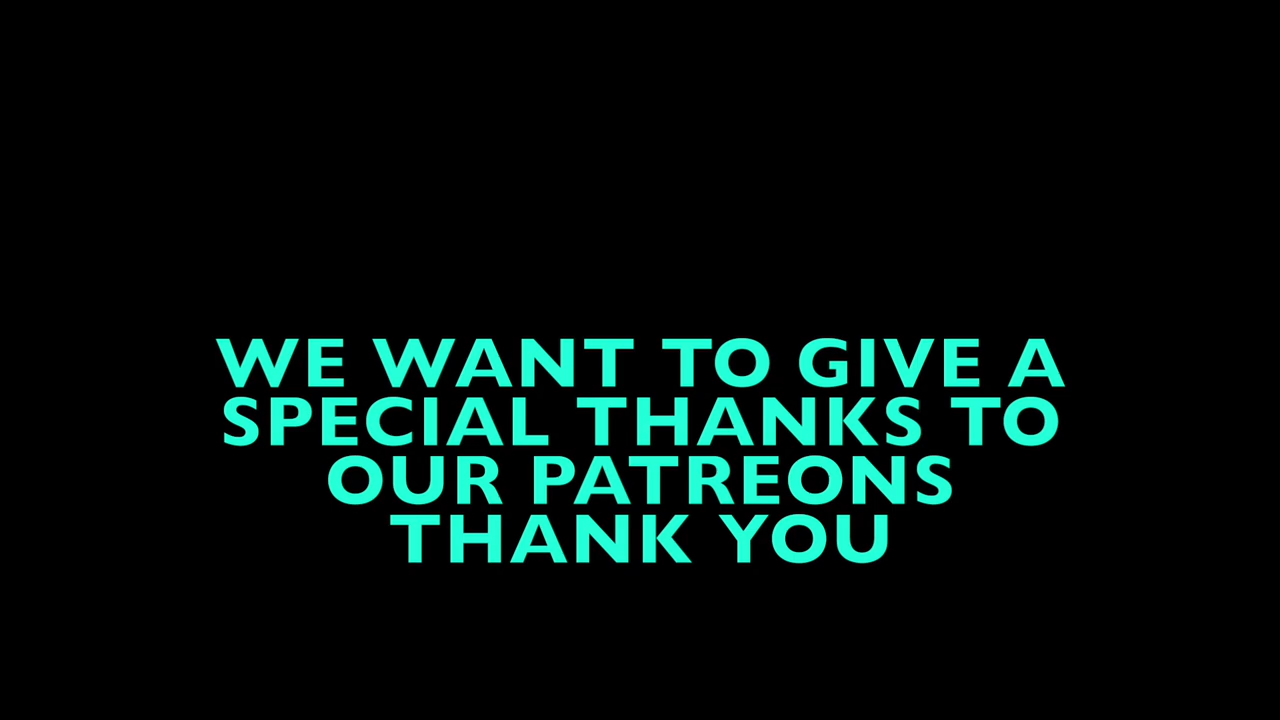 WE WANT TO GIVE A
SPECIAL THANKS TO
OUR PATREONS
THANK YOU